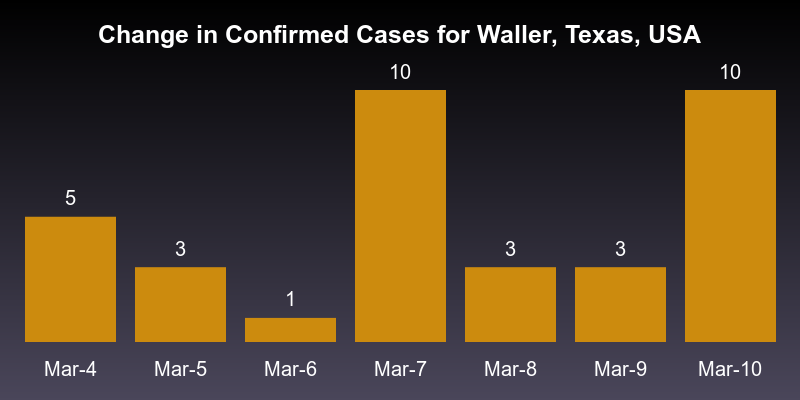 Change in Confirmed Cases for Waller, Texas, USA
10 10
5
3 3 3
1
Mar-4 Mar-5 Mar-6 Mar-7 Mar-8 Mar-9 Mar-10